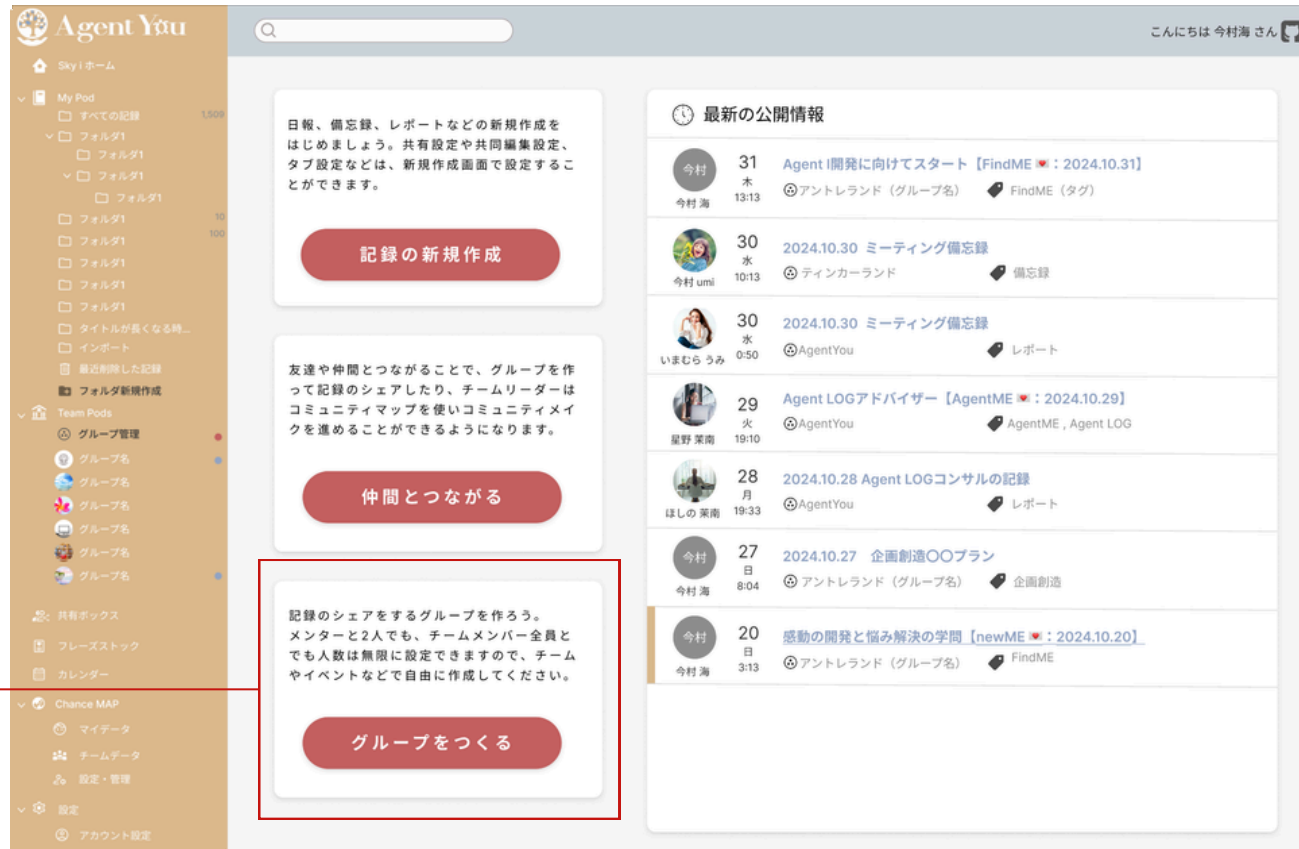 Agent You
こんにちは 今村海 さん
Sky i ホーム
My Pod
すべての記録 1,509
フォルダ1
フォルダ1
フォルダ1
フォルダ1
フォルダ1 10
フォルダ1 100
フォルダ1
フォルダ1
フォルダ1
タイトルが長くなる時...
インポート
最近削除した記録
フォルダ新規作成
Team Pods
グループ管理
グループ名
グループ名
グループ名
グループ名
グループ名
グループ名
共有ボックス
フレーズストック
カレンダー
Chance MAP
マイデータ
チームデータ
設定・管理
設定
アカウント設定
日報、備忘録、レポートなどの新規作成を
はじめましょう。共有設定や共同編集設定、
タブ設定などは、新規作成画面で設定するこ
とができます。
記録の新規作成
友達や仲間とつながることで、グループを作
って記録のシェアしたり、チームリーダーは
コミュニティマップを使いコミュニティメイ
クを進めることができるようになります。
仲間とつながる
記録のシェアをするグループを作ろう。
メンターと2人でも、チームメンバー全員と
でも人数は無限に設定できますので、チーム
やイベントなどで自由に作成してください。
グループをつくる
最新の公開情報
今村
今村 海
31
木
13:13
Agent I開発に向けてスタート【FindME 💌：2024.10.31】
アントレランド（グループ名） FindME（タグ）
今村 umi
30
水
10:13
2024.10.30 ミーティング備忘録
ティンカーランド 備忘録
いまむら うみ
30
水
0:50
2024.10.30 ミーティング備忘録
AgentYou レポート
星野 茉南
29
火
19:10
Agent LOGアドバイザー【AgentME 💌：2024.10.29】
AgentYou AgentME , Agent LOG
ほしの 茉南
28
月
19:33
2024.10.28 Agent LOGコンサルの記録
AgentYou レポート
今村
今村 海
27
日
8:04
2024.10.27 企画創造〇〇プラン
アントレランド（グループ名） 企画創造
今村
今村 海
20
日
3:13
感動の開発と悩み解決の学問【newME 💌：2024.10.20】
アントレランド（グループ名） FindME